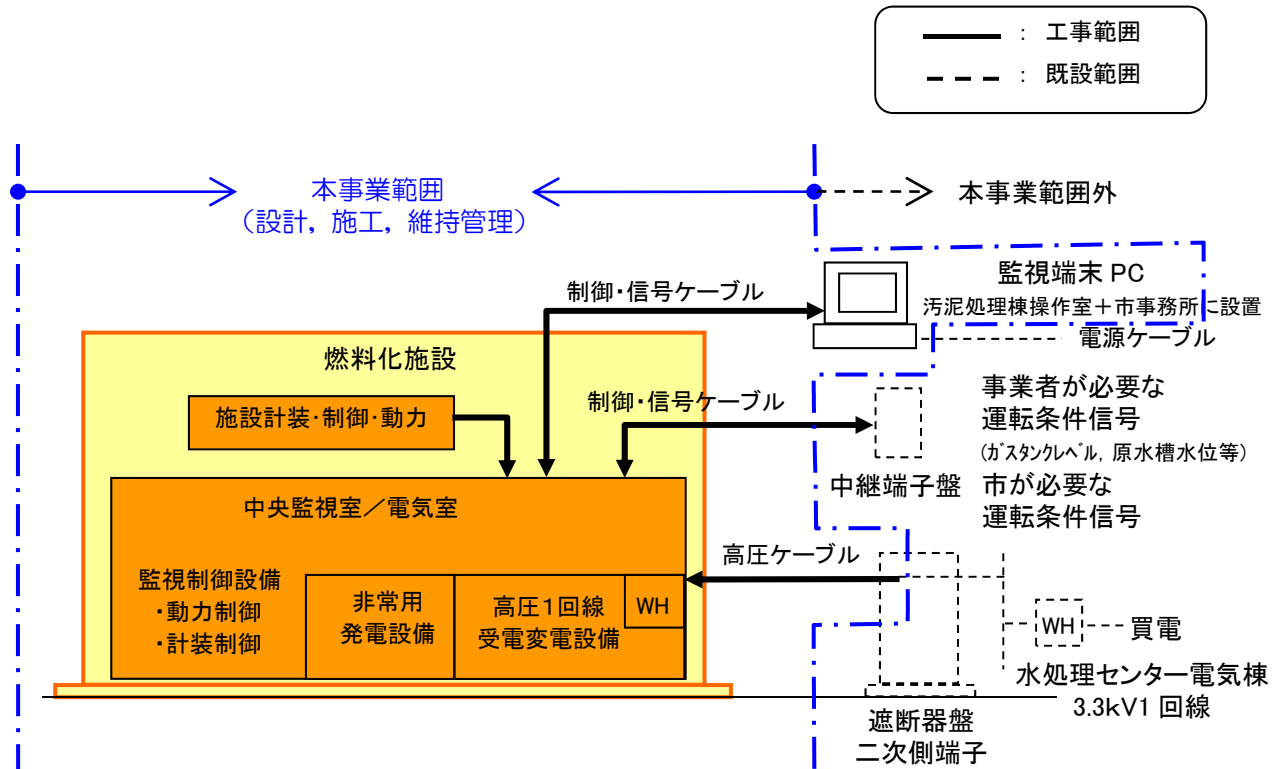 ： 工事範囲
： 既設範囲
本事業範囲
（設計，施工，維持管理）
本事業範囲外
監視端末 PC
汚泥処理棟操作室＋市事務所に設置
電源ケーブル
制御・信号ケーブル
燃料化施設
施設計装・制御・動力
制御・信号ケーブル
事業者が必要な
運転条件信号
(ｶﾞｽﾀﾝｸﾚﾍﾞﾙ，原水槽水位等)
中継端子盤
市が必要な
運転条件信号
中央監視室／電気室
高圧ケーブル
監視制御設備
・動力制御
・計装制御
非常用
発電設備
高圧１回線
受電変電設備
WH
WH
買電
水処理センター電気棟
3.3kV1 回線
遮断器盤
二次側端子